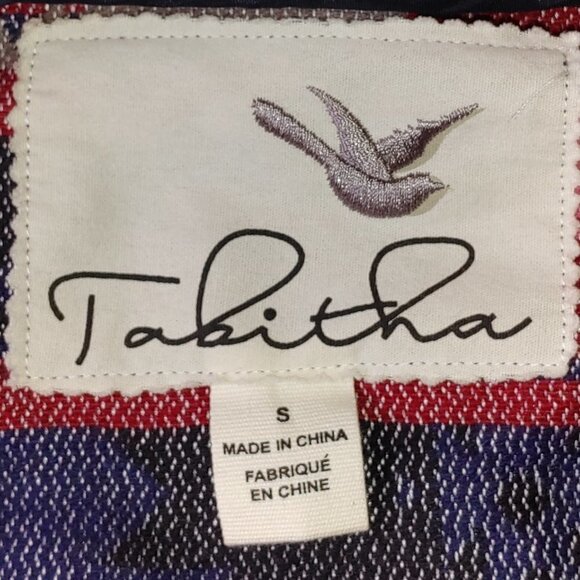 Tabitha
S
MADE IN CHINA
FABRIQUÉ
EN CHINE